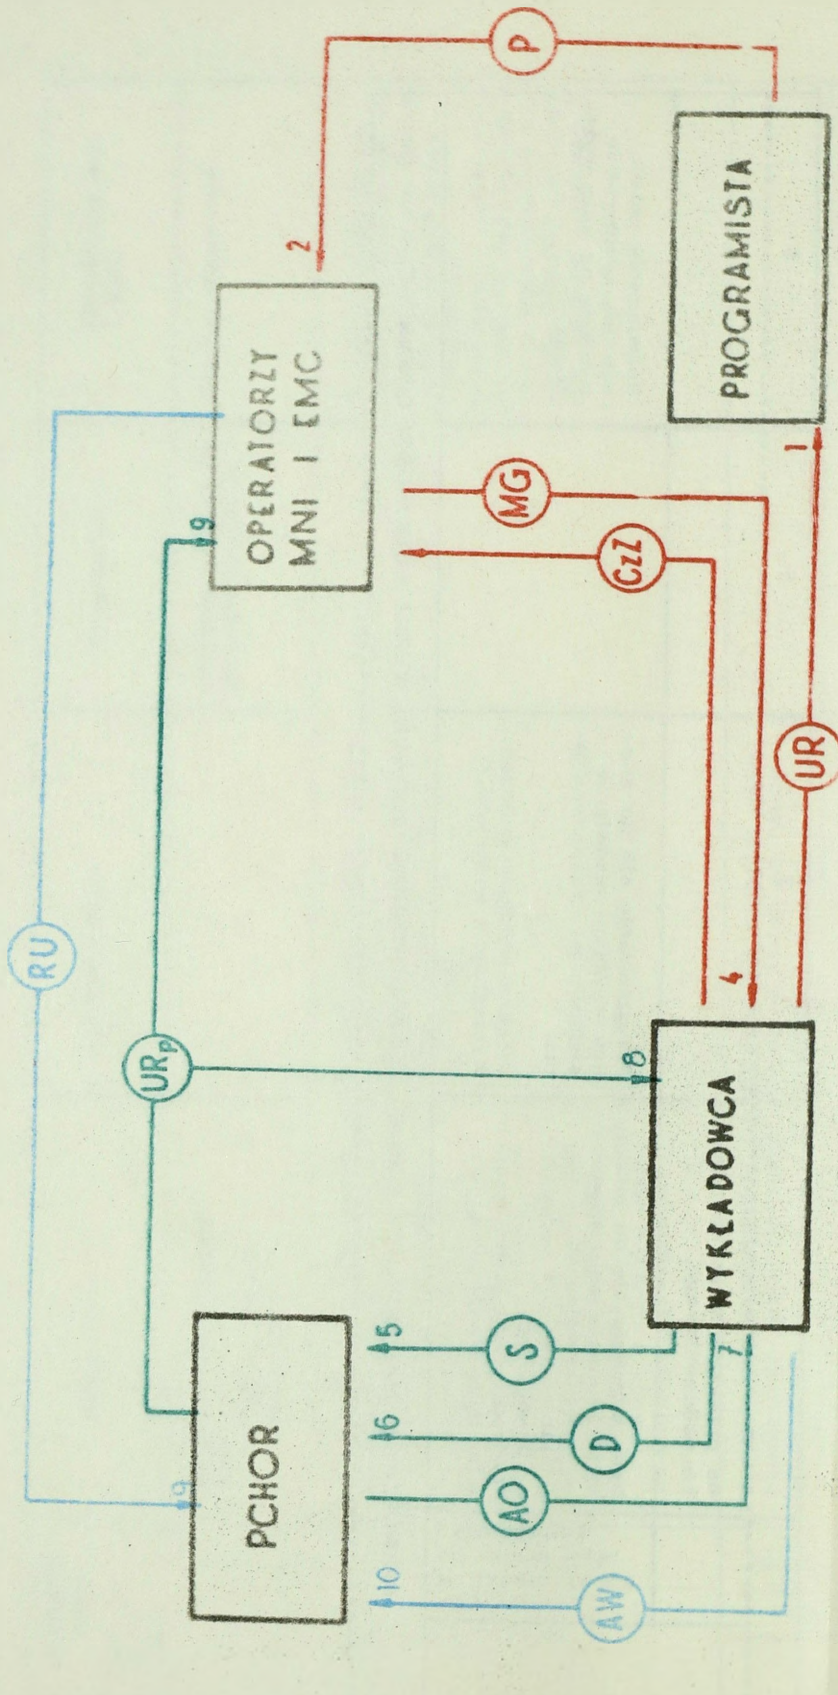 P
2
PROGRAMISTA
OPERATORZY
MNI I EMC
1
MG
CzZ
9
UR
RU
4
URp
8
WYKŁADOWCA
PCHOR
5
S
7
6
D
AO
9
10
AW